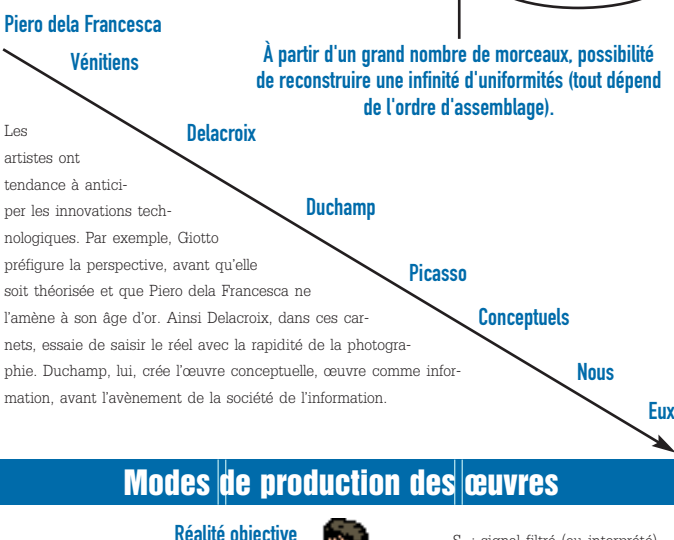 Piero dela Francesca
Vénitiens
À partir d'un grand nombre de morceaux, possibilité
de reconstruire une infinité d'uniformités (tout dépend
de l'ordre d'assemblage).
Delacroix
Duchamp
Picasso
Conceptuels
Nous
Eux
Les
artistes ont
tendance à antici-
per les innovations tech-
nologiques. Par exemple, Giotto
préfigure la perspective, avant qu'elle
soit théorisée et que Piero dela Francesca ne
l'amène à son âge d'or. Ainsi Delacroix, dans ces car-
nets, essaie de saisir le réel avec la rapidité de la photogra-
phie. Duchamp, lui, crée l'œuvre conceptuelle, œuvre comme infor-
mation, avant l'avènement de la société de l'information.
Modes de production des œuvres
Réalité objective
: signal filtré (ou interprété)